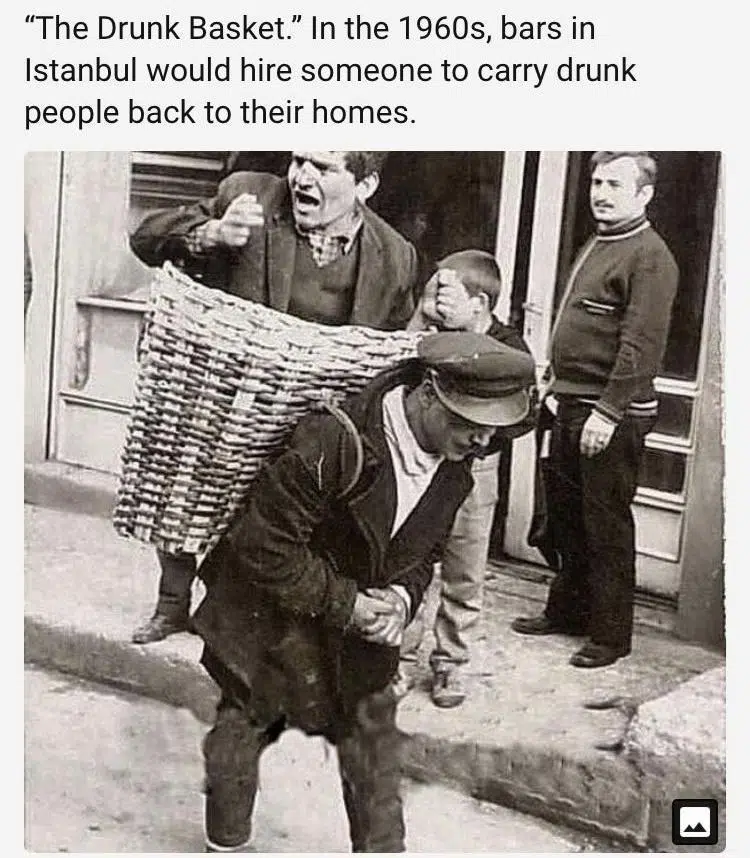 “The Drunk Basket.” In the 1960s, bars in
Istanbul would hire someone to carry drunk
people back to their homes.